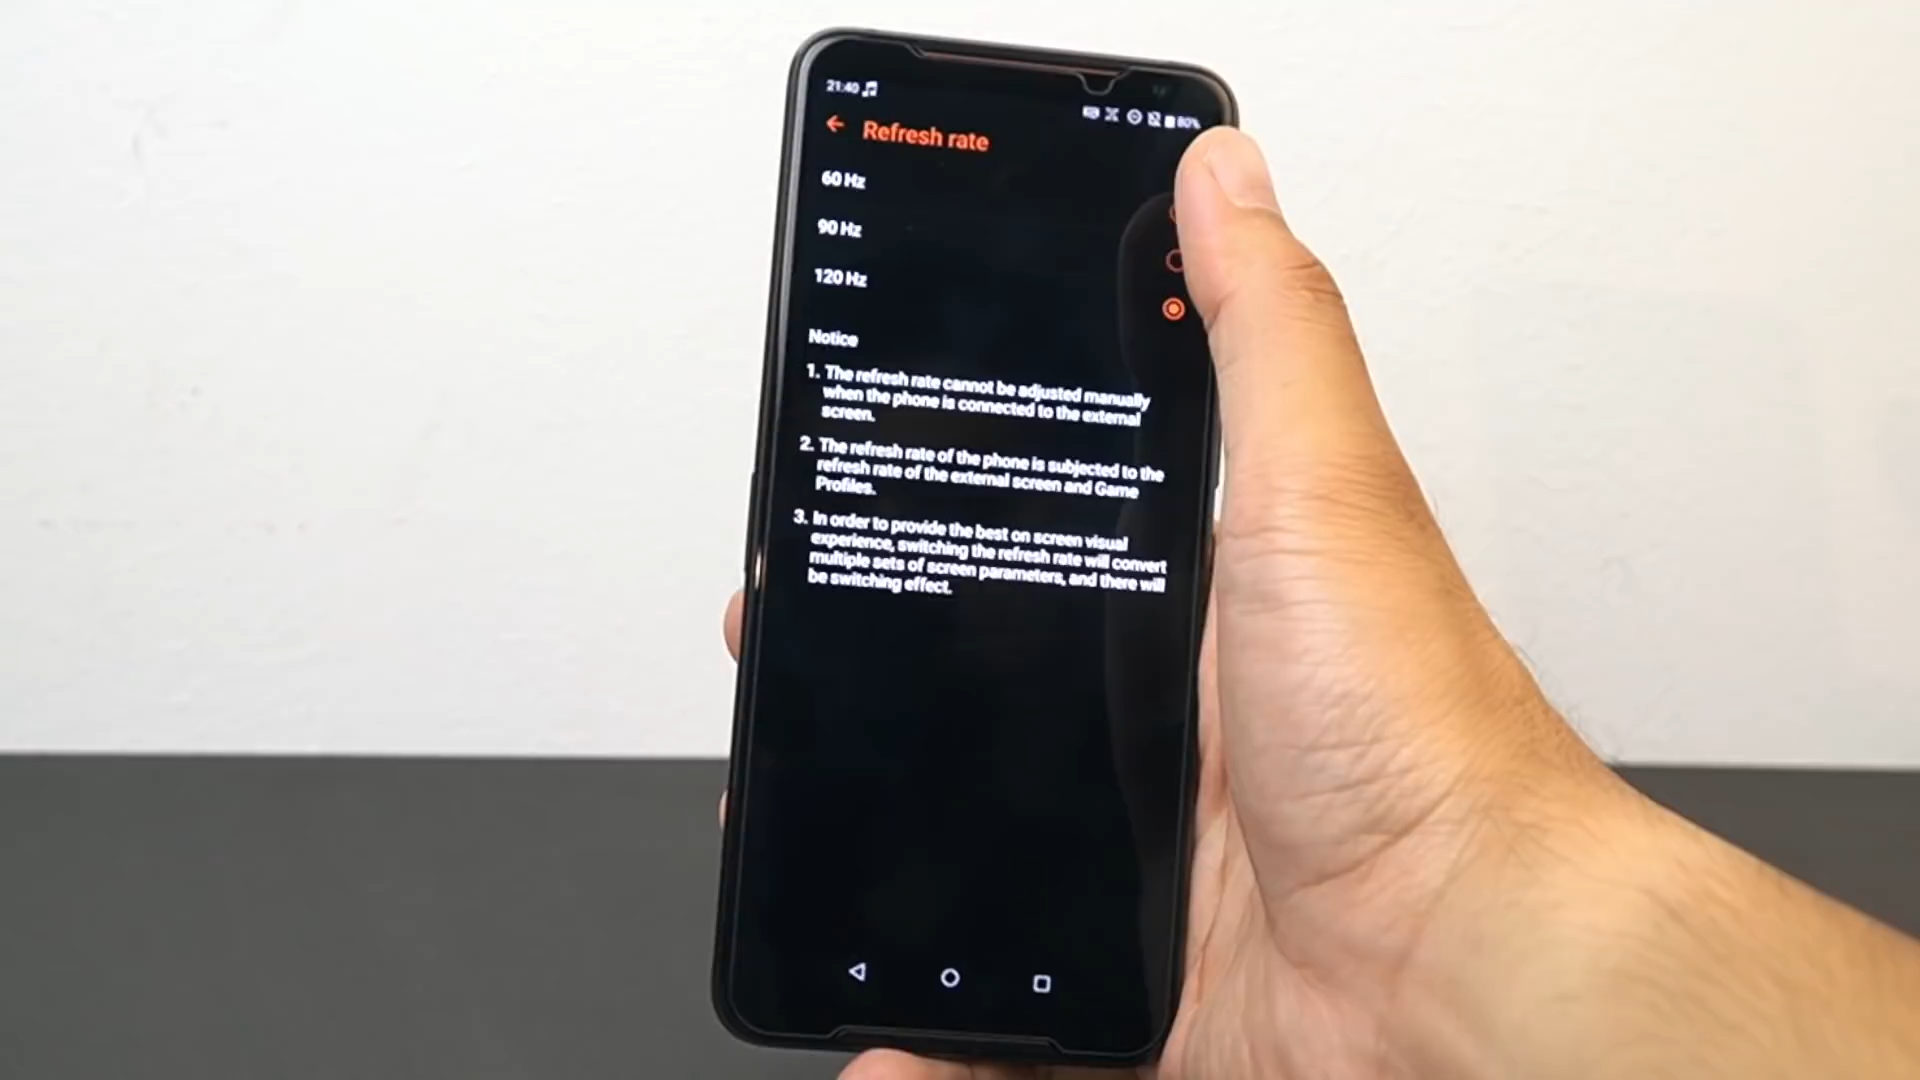 21:40
80%
Refresh rate
60 Hz
90 Hz
120 Hz
Notice
1. The refresh rate cannot be adjusted manually
when the phone is connected to the external
screen.
2. The refresh rate of the phone is subjected to the
refresh rate of the external screen and Game
Profiles.
3. In order to provide the best on screen visual
experience, switching the refresh rate will convert
multiple sets of screen parameters, and there will
be switching effect.